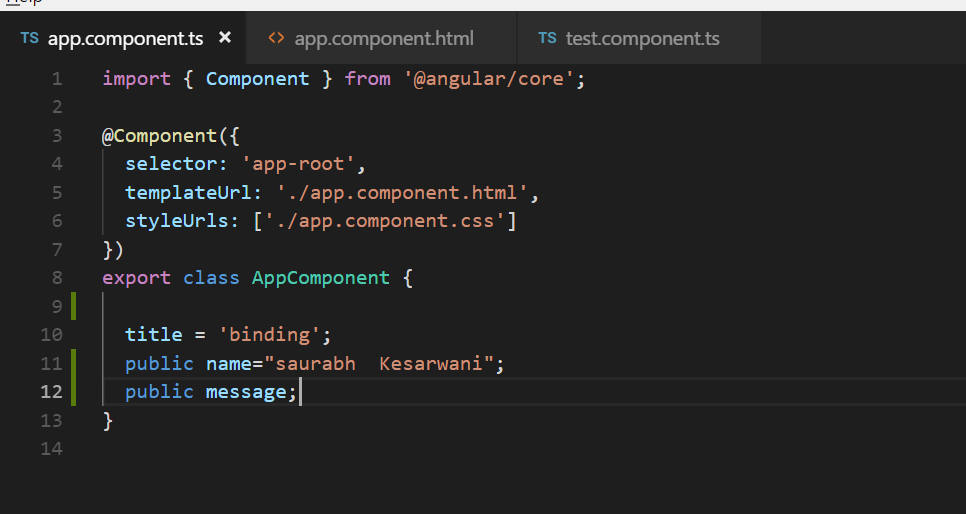 Help
TS app.component.ts × <> app.component.html TS test.component.ts
1 import { Component } from '@angular/core';
2
3 @Component({
4 selector: 'app-root',
5 templateUrl: './app.component.html',
6 styleUrls: ['./app.component.css']
7 })
8 export class AppComponent {
9
10 title = 'binding';
11 public name="saurabh  Kesarwani";
12 public message;
13 }
14